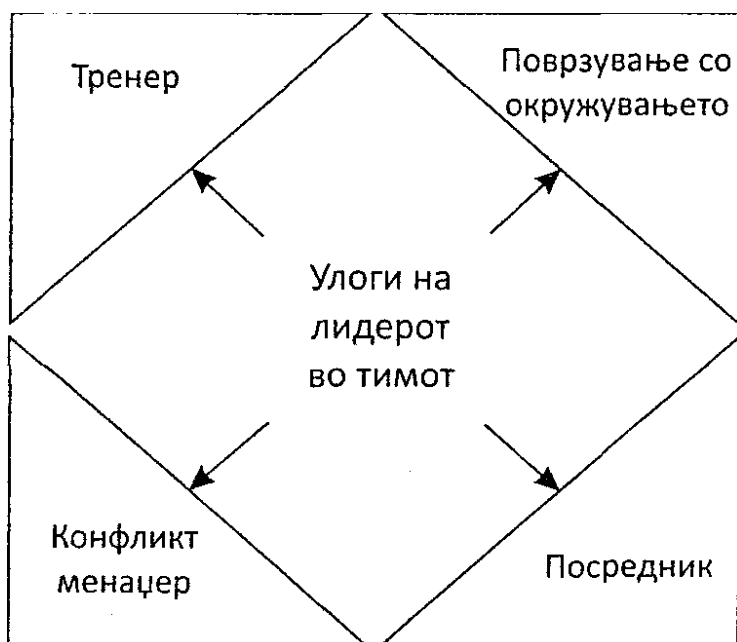 Тренер
Поврзување со
окружувањето
Улоги на
лидерот
во тимот
Конфликт
менаџер
Посредник